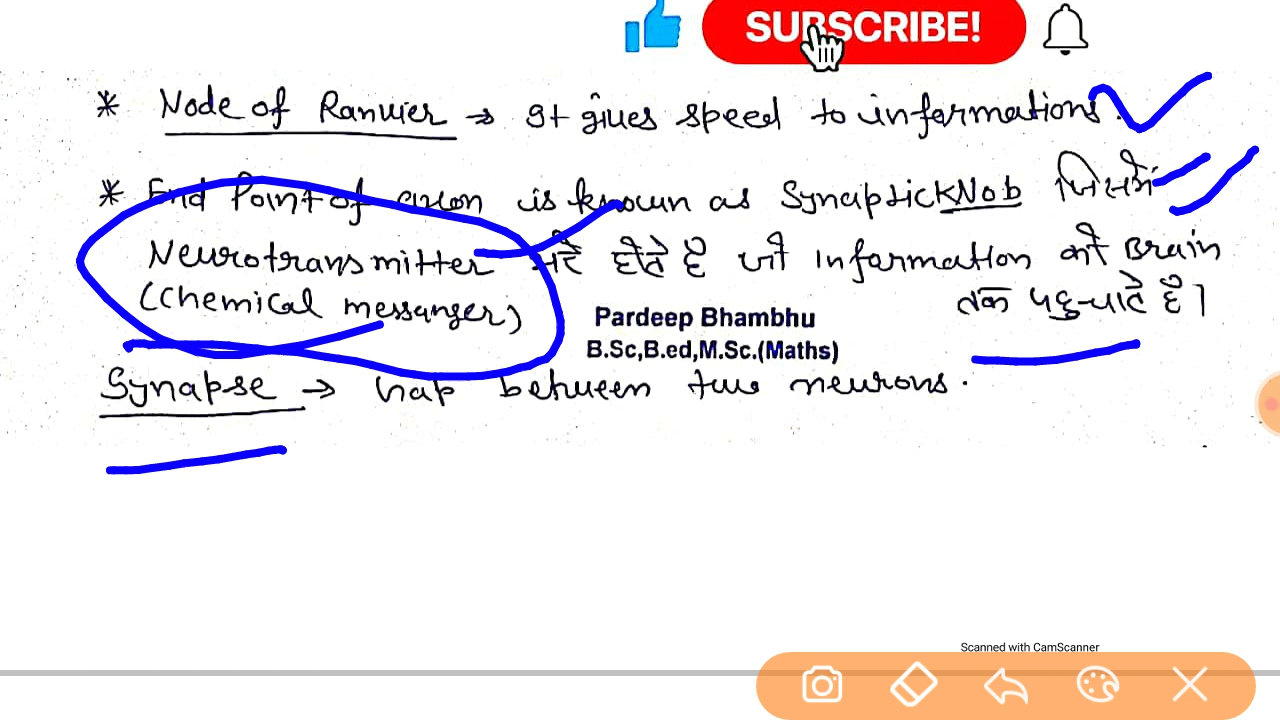 SUBSCRIBE!
* Node of Ranvier → It gives speed to informations.
* End Point of axon is known as Synaptic KNob जिसमें
Neurotransmitter भरे होते है जो information को Brain
(Chemical messanger) तक पहुचाते है।
Pardeep Bhambhu
B.Sc,B.ed,M.Sc.(Maths)
Synapse → Gap between two neurons.
Scanned with CamScanner